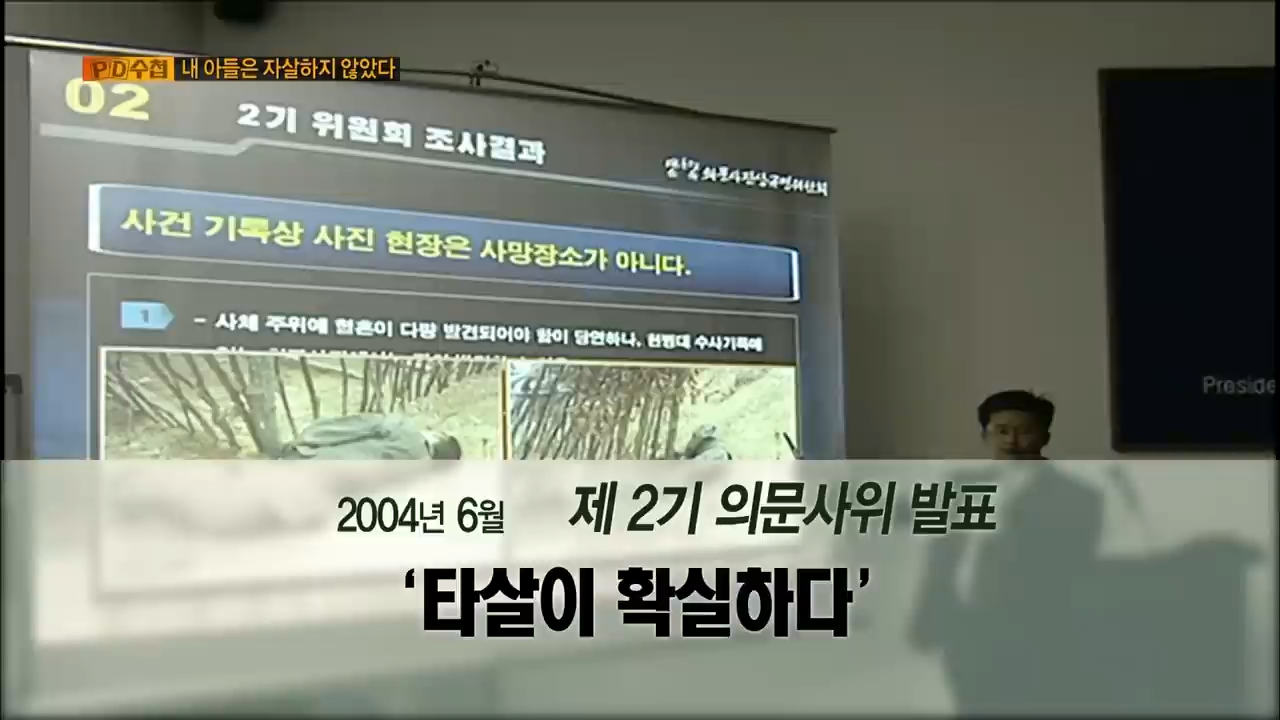 PD수첩 내 아들은 자살하지 않았다
02
2기 위원회 조사결과
사건 기록상 사진 현장은 사망장소가 아니다.
1
- 사체 주위에 혈흔이 다량 발견되어야 함이 당연하나, 헌병대 수사기록에
Preside
2004년 6월 제 2기 의문사위 발표
‘타살이 확실하다’